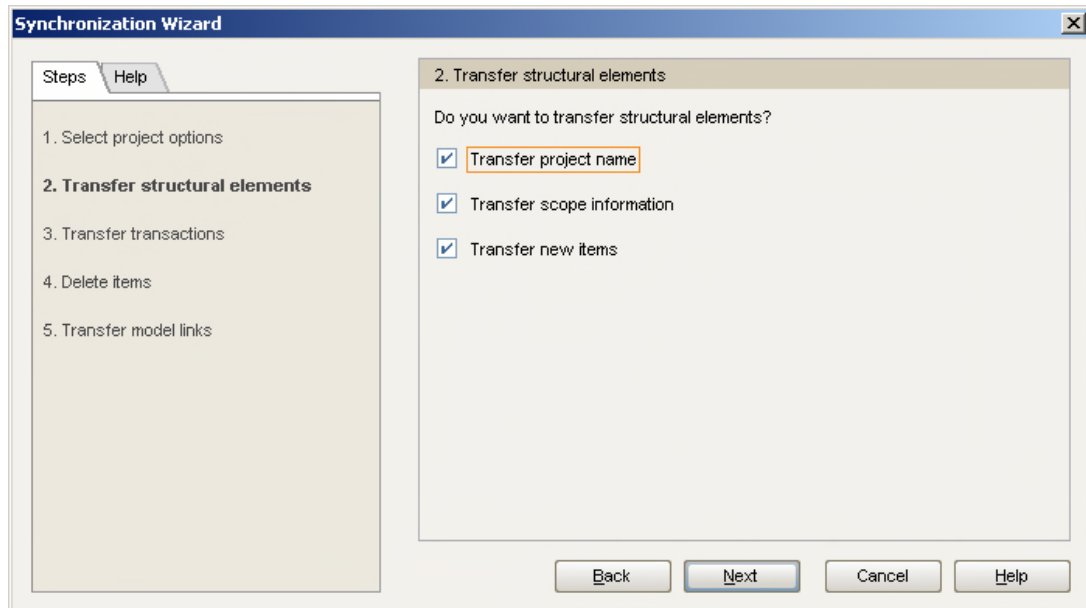 Synchronization Wizard
Steps
Help
1. Select project options
2. Transfer structural elements
3. Transfer transactions
4. Delete items
5. Transfer model links
2. Transfer structural elements
Do you want to transfer structural elements?
Transfer project name
Transfer scope information
Transfer new items
Back
Next
Cancel
Help